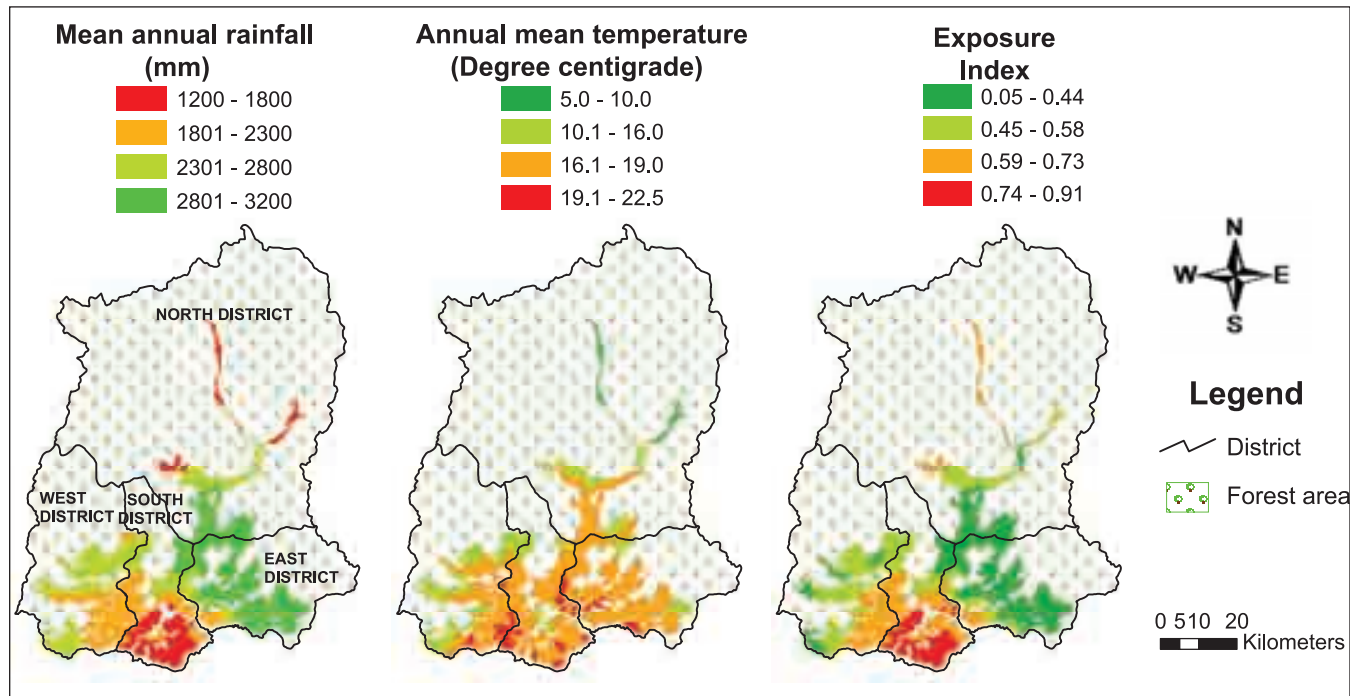 Mean annual rainfall
(mm)
1200 - 1800
1801 - 2300
2301 - 2800
2801 - 3200
Annual mean temperature
(Degree centigrade)
5.0 - 10.0
10.1 - 16.0
16.1 - 19.0
19.1 - 22.5
Exposure
Index
0.05 - 0.44
0.45 - 0.58
0.59 - 0.73
0.74 - 0.91
NORTH DISTRICT
WEST
DISTRICT
SOUTH
DISTRICT
EAST
DISTRICT
N
W E
S
Legend
District
Forest area
0 510 20
Kilometers